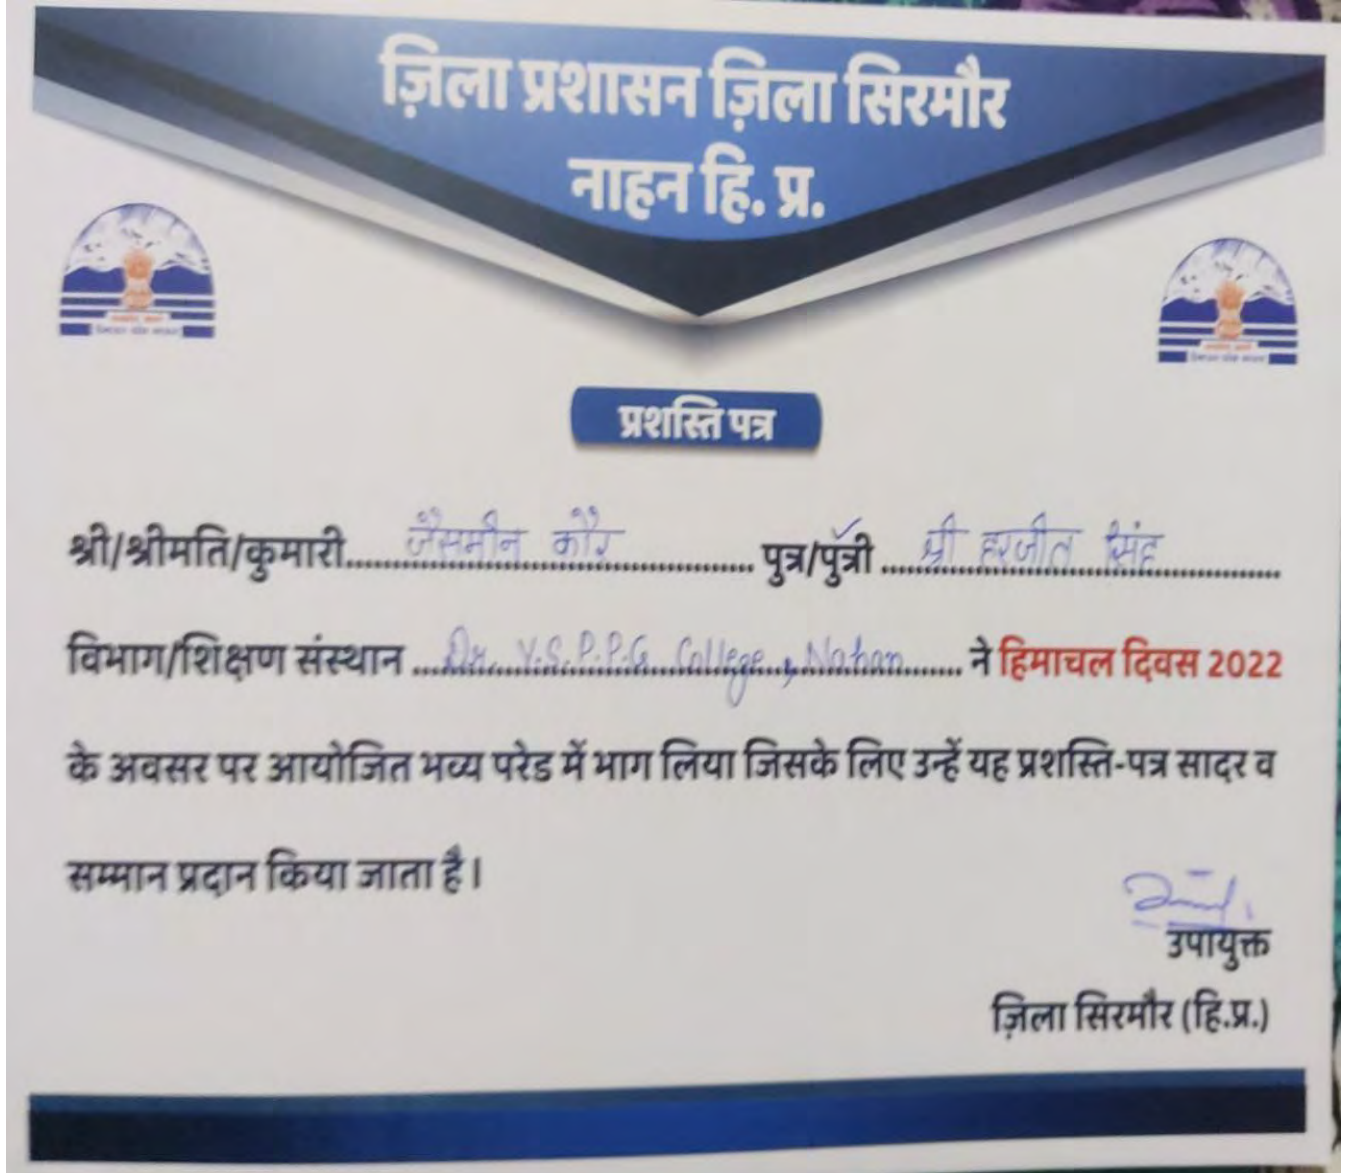 ज़िला प्रशासन ज़िला सिरमौर
नाहन हि. प्र.
प्रशस्ति पत्र
श्री/श्रीमति/कुमारी जैसमीन कौर पुत्र/पुत्री श्री हरजीत सिंह
विभाग/शिक्षण संस्थान Dr. Y.S.P.P.G College, Nahan ने हिमाचल दिवस 2022
के अवसर पर आयोजित भव्य परेड में भाग लिया जिसके लिए उन्हें यह प्रशस्ति-पत्र सादर व
सम्मान प्रदान किया जाता है।
उपायुक्त
ज़िला सिरमौर (हि.प्र.)